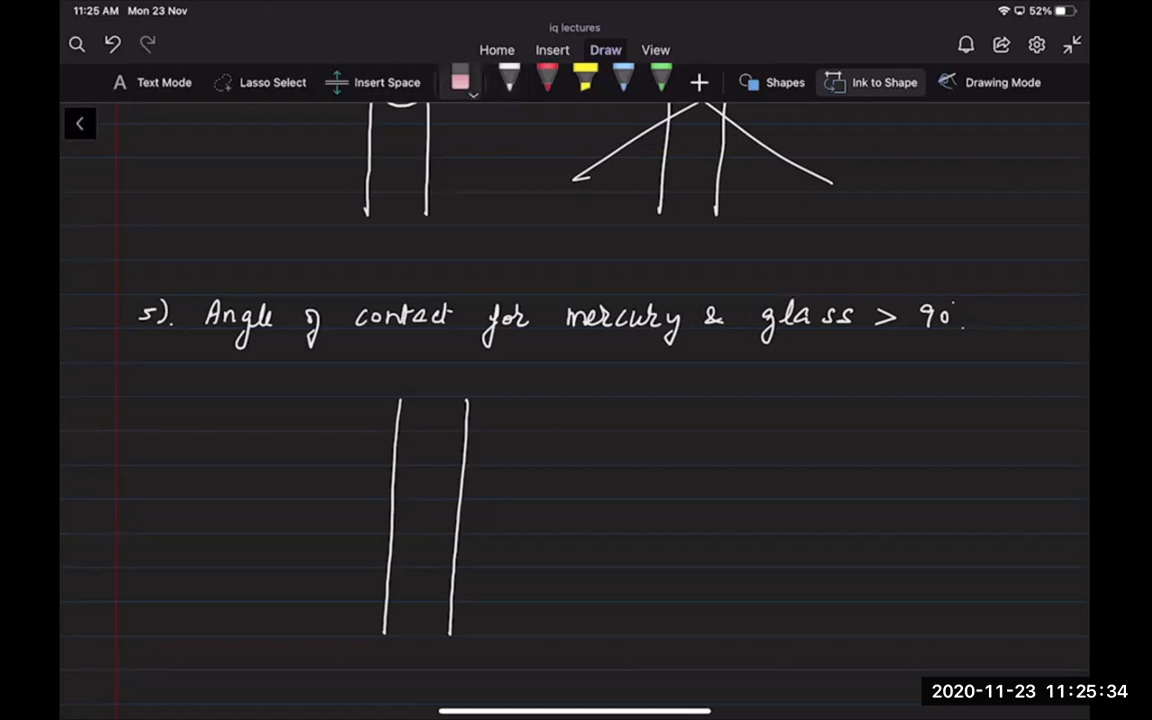 11:25 AM Mon 23 Nov
52%
iq lectures
Home Insert Draw View
Text Mode Lasso Select Insert Space Shapes Ink to Shape Drawing Mode
5). Angle of contact for mercury & glass > 90°.
2020-11-23 11:25:34